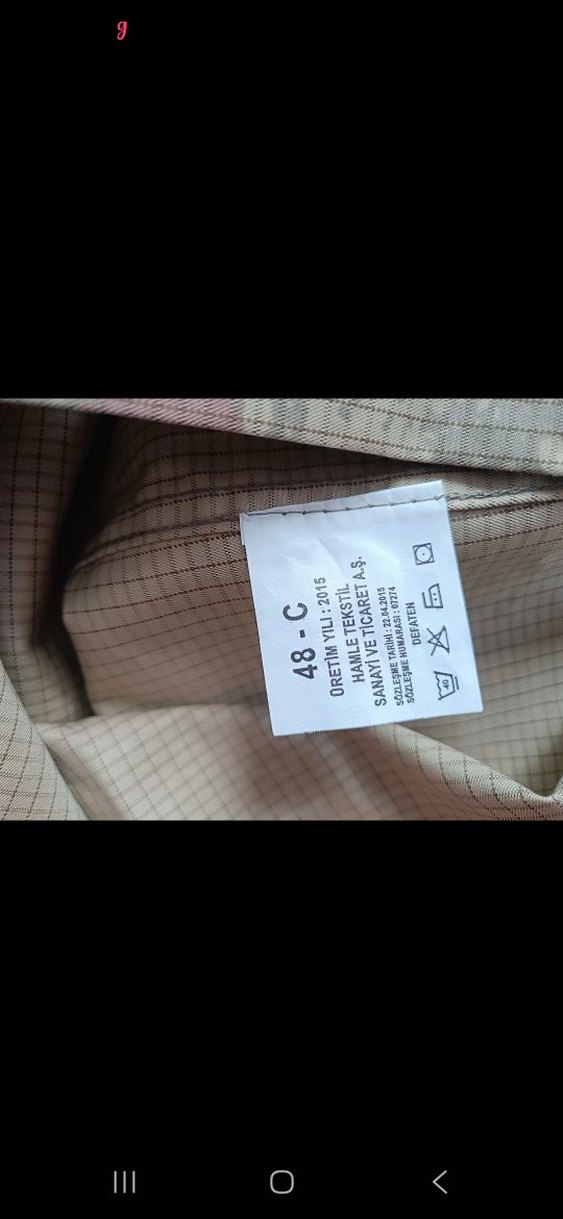 g
48 - C
ÜRETİM YILI : 2015
HAMLE TEKSTİL
SANAYİ VE TİCARET A.Ş.
SÖZLEŞME TARİHİ : 22.04.2015
SÖZLEŞME NUMARASI : 07274
DEFATEN
40